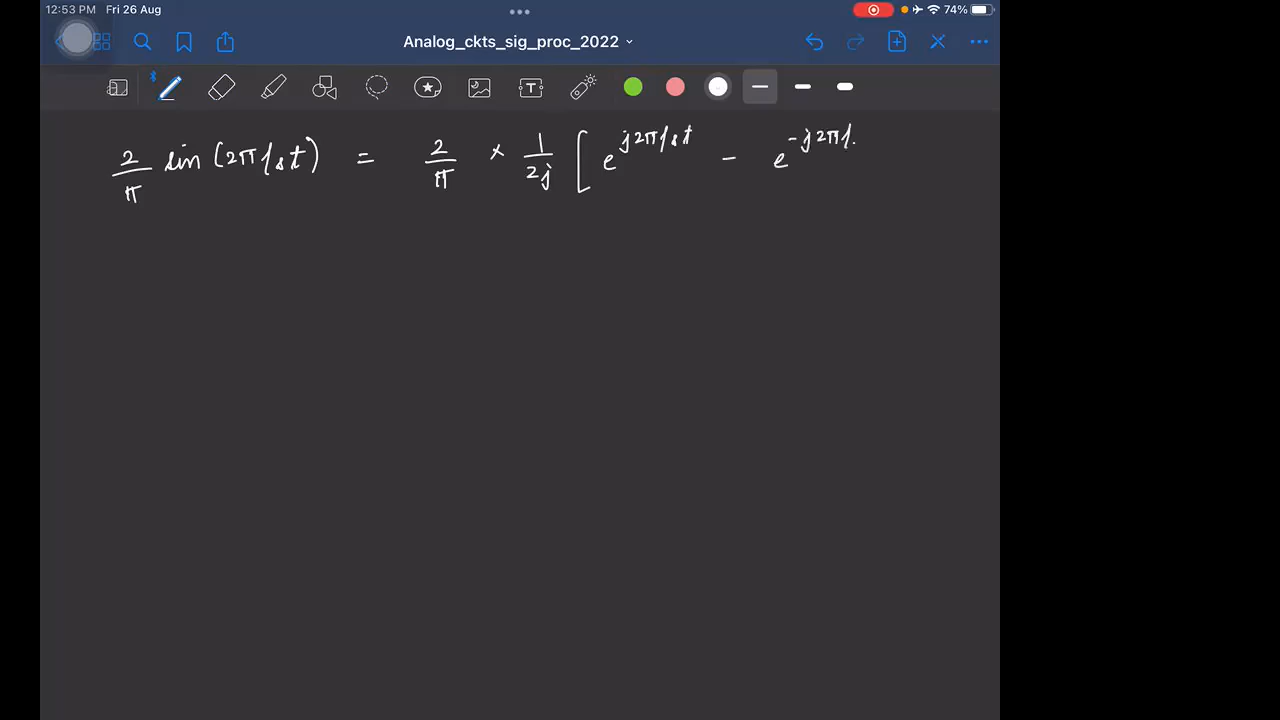 12:53 PM Fri 26 Aug 74%
Analog_ckts_sig_proc_2022
T
2/π sin (2πfst) = 2/π × 1/2j [ e^j2πfst - e^-j2πf